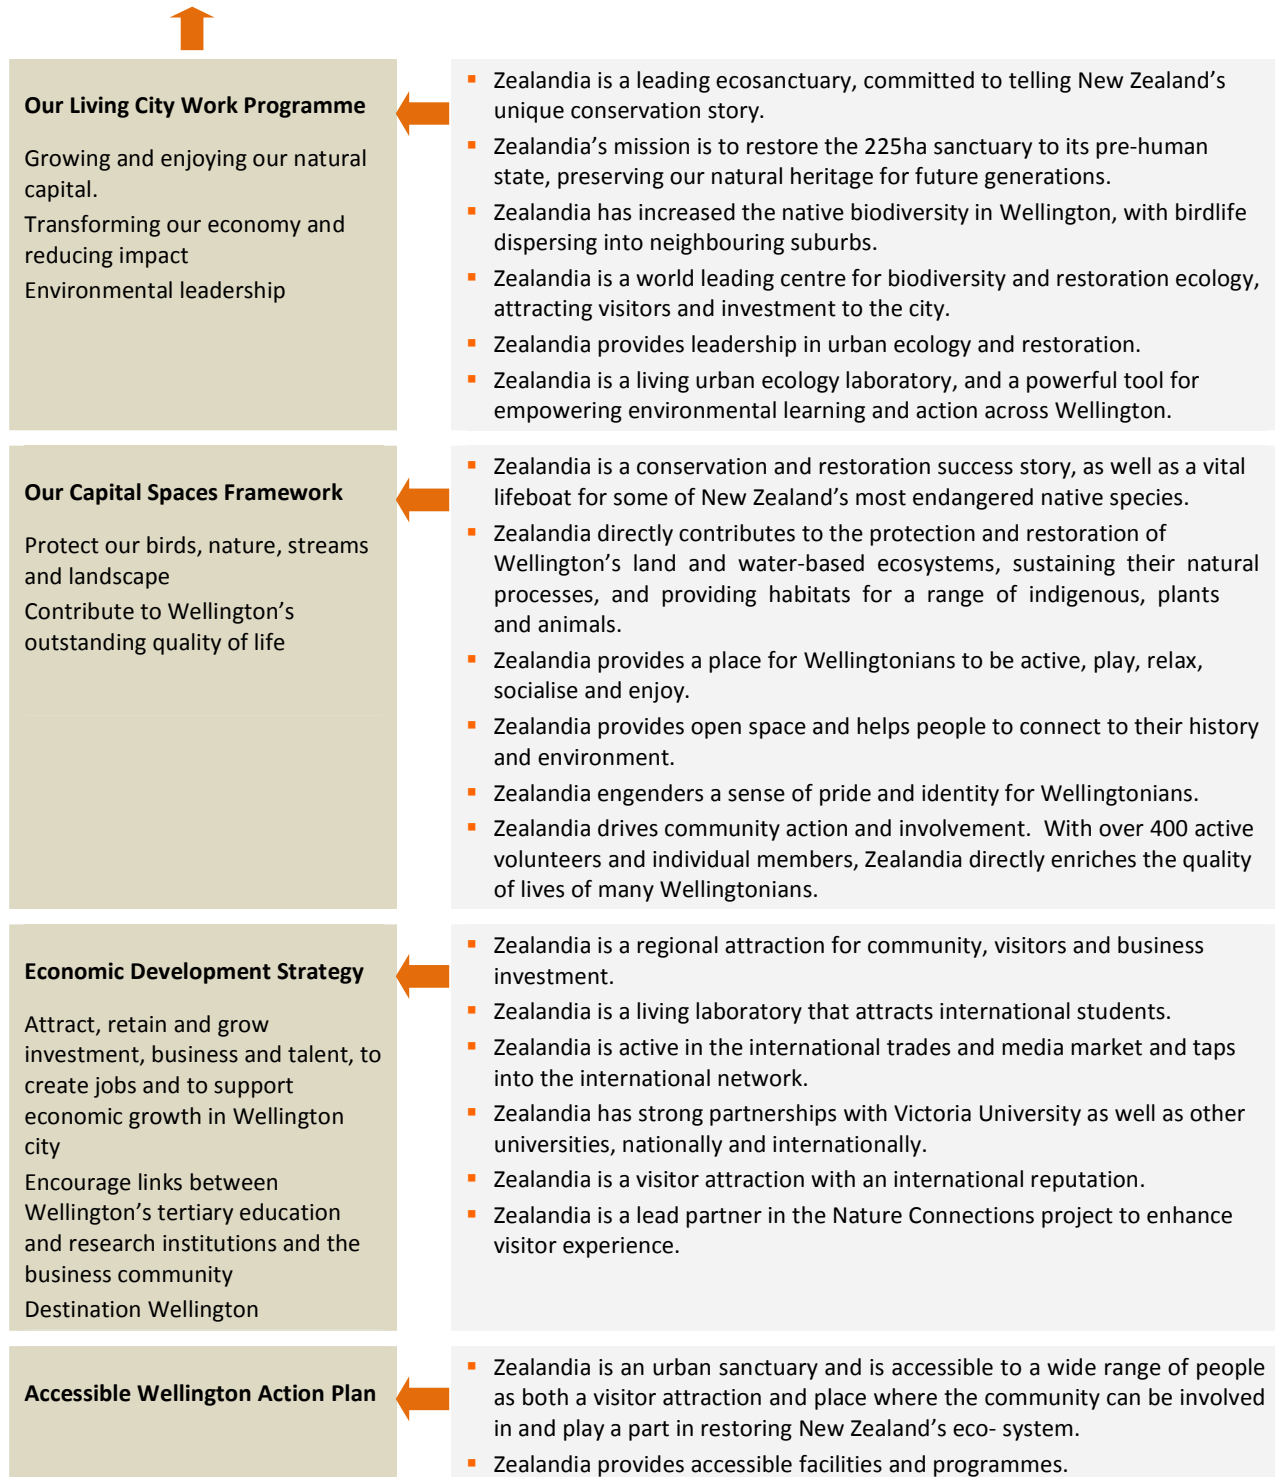 Our Living City Work Programme
Growing and enjoying our natural
capital.
Transforming our economy and
reducing impact
Environmental leadership
▪ Zealandia is a leading ecosanctuary, committed to telling New Zealand’s
unique conservation story.
▪ Zealandia’s mission is to restore the 225ha sanctuary to its pre-human
state, preserving our natural heritage for future generations.
▪ Zealandia has increased the native biodiversity in Wellington, with birdlife
dispersing into neighbouring suburbs.
▪ Zealandia is a world leading centre for biodiversity and restoration ecology,
attracting visitors and investment to the city.
▪ Zealandia provides leadership in urban ecology and restoration.
▪ Zealandia is a living urban ecology laboratory, and a powerful tool for
empowering environmental learning and action across Wellington.
Our Capital Spaces Framework
Protect our birds, nature, streams
and landscape
Contribute to Wellington’s
outstanding quality of life
▪ Zealandia is a conservation and restoration success story, as well as a vital
lifeboat for some of New Zealand’s most endangered native species.
▪ Zealandia directly contributes to the protection and restoration of
Wellington’s land and water-based ecosystems, sustaining their natural
processes, and providing habitats for a range of indigenous, plants
and animals.
▪ Zealandia provides a place for Wellingtonians to be active, play, relax,
socialise and enjoy.
▪ Zealandia provides open space and helps people to connect to their history
and environment.
▪ Zealandia engenders a sense of pride and identity for Wellingtonians.
▪ Zealandia drives community action and involvement.  With over 400 active
volunteers and individual members, Zealandia directly enriches the quality
of lives of many Wellingtonians.
Economic Development Strategy
Attract, retain and grow
investment, business and talent, to
create jobs and to support
economic growth in Wellington
city
Encourage links between
Wellington’s tertiary education
and research institutions and the
business community
Destination Wellington
▪ Zealandia is a regional attraction for community, visitors and business
investment.
▪ Zealandia is a living laboratory that attracts international students.
▪ Zealandia is active in the international trades and media market and taps
into the international network.
▪ Zealandia has strong partnerships with Victoria University as well as other
universities, nationally and internationally.
▪ Zealandia is a visitor attraction with an international reputation.
▪ Zealandia is a lead partner in the Nature Connections project to enhance
visitor experience.
Accessible Wellington Action Plan
▪ Zealandia is an urban sanctuary and is accessible to a wide range of people
as both a visitor attraction and place where the community can be involved
in and play a part in restoring New Zealand’s eco- system.
▪ Zealandia provides accessible facilities and programmes.